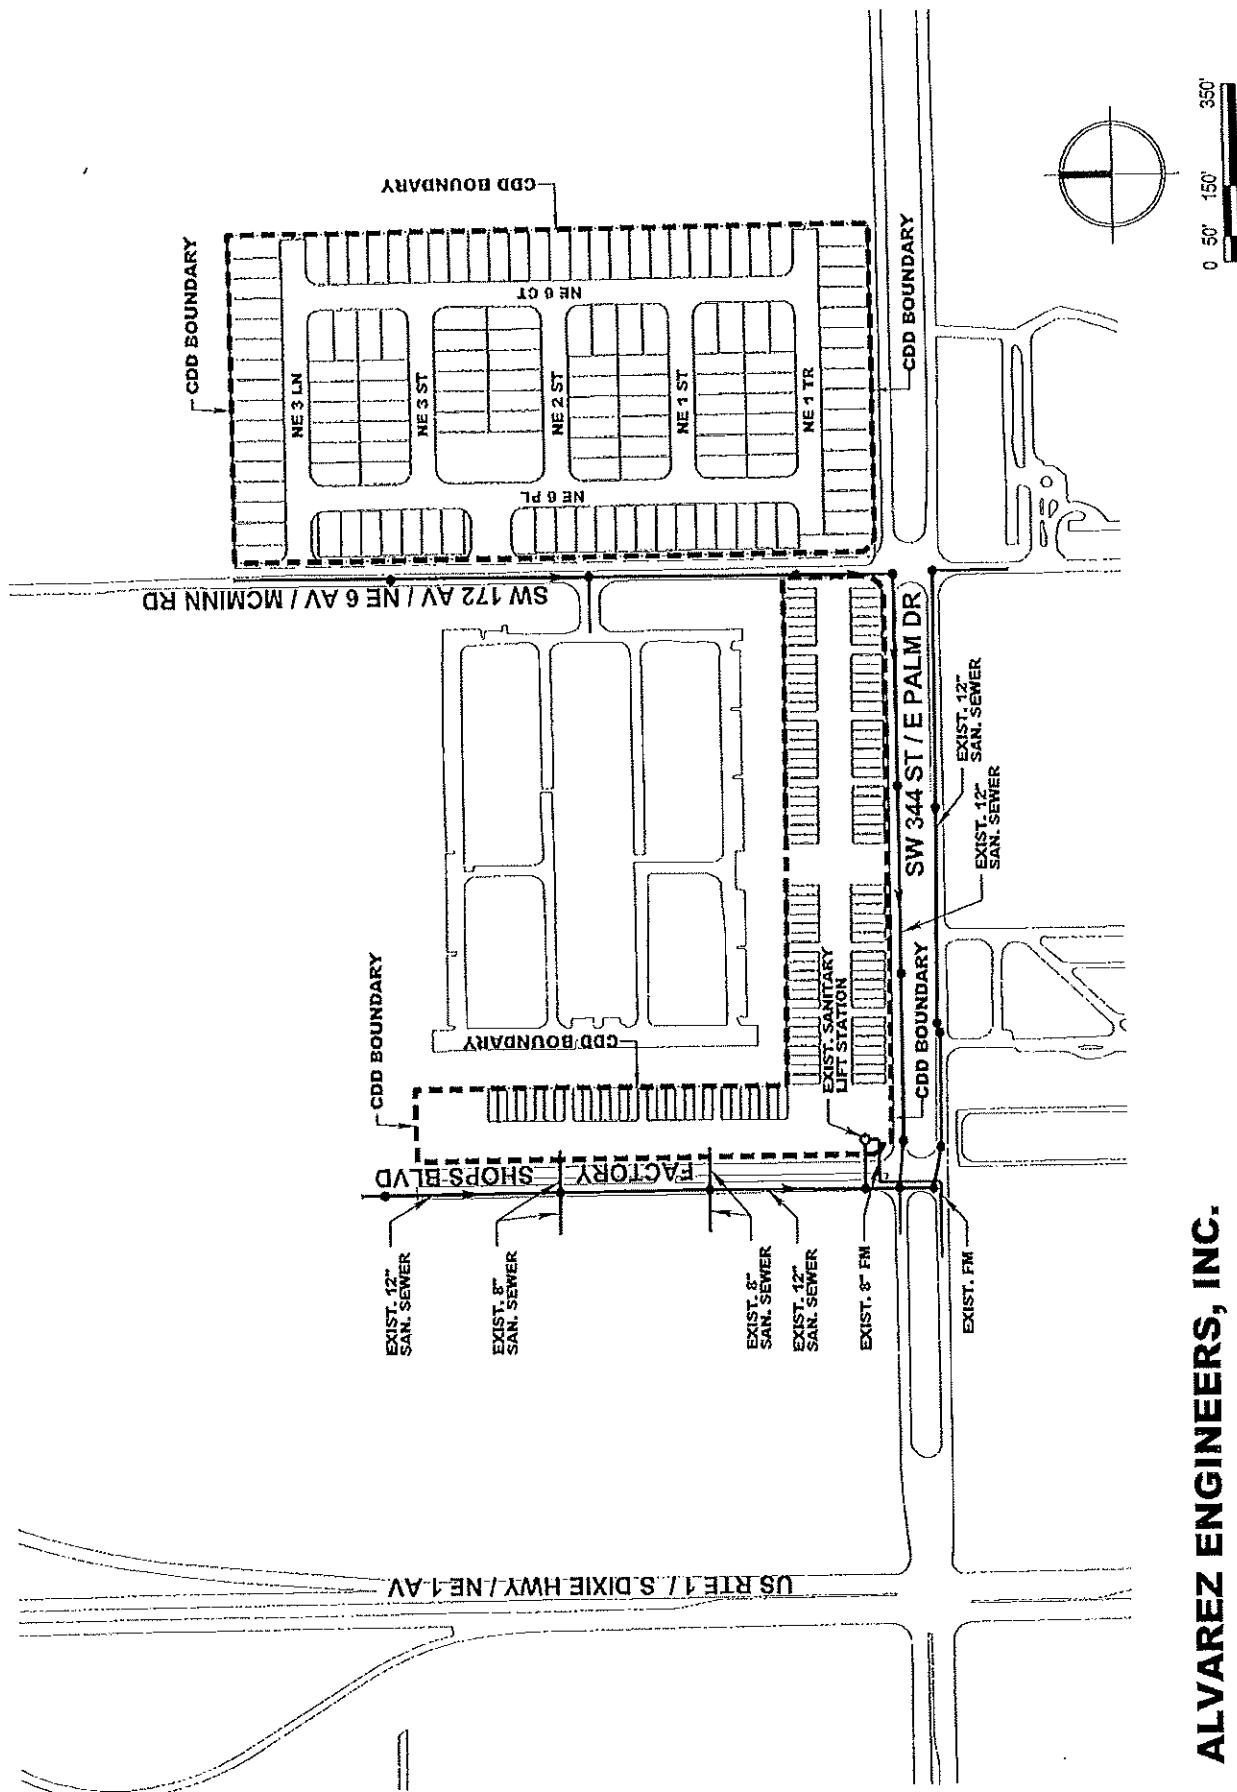 CDD BOUNDARY
CDD BOUNDARY
NE 3 LN
NE 3 ST
NE 2 ST
NE 1 ST
NE 1 TR
NE 6 CT
NE 6 PL
CDD BOUNDARY
SW 172 AV / NE 6 AV / MCMINN RD
SW 344 ST / E PALM DR
EXIST. 12"
SAN. SEWER
EXIST. 12"
SAN. SEWER
CDD BOUNDARY
EXIST. SANITARY
LIFT STATION
CDD BOUNDARY
CDD BOUNDARY
FACTORY SHOPS BLVD
EXIST. 12"
SAN. SEWER
EXIST. 8"
SAN. SEWER
EXIST. 8"
SAN. SEWER
EXIST. 12"
SAN. SEWER
EXIST. 8" FM
EXIST. FM
US RTE 1 / S DIXIE HWY / NE 1 AV
0 50' 150' 350'
ALVAREZ ENGINEERS, INC.